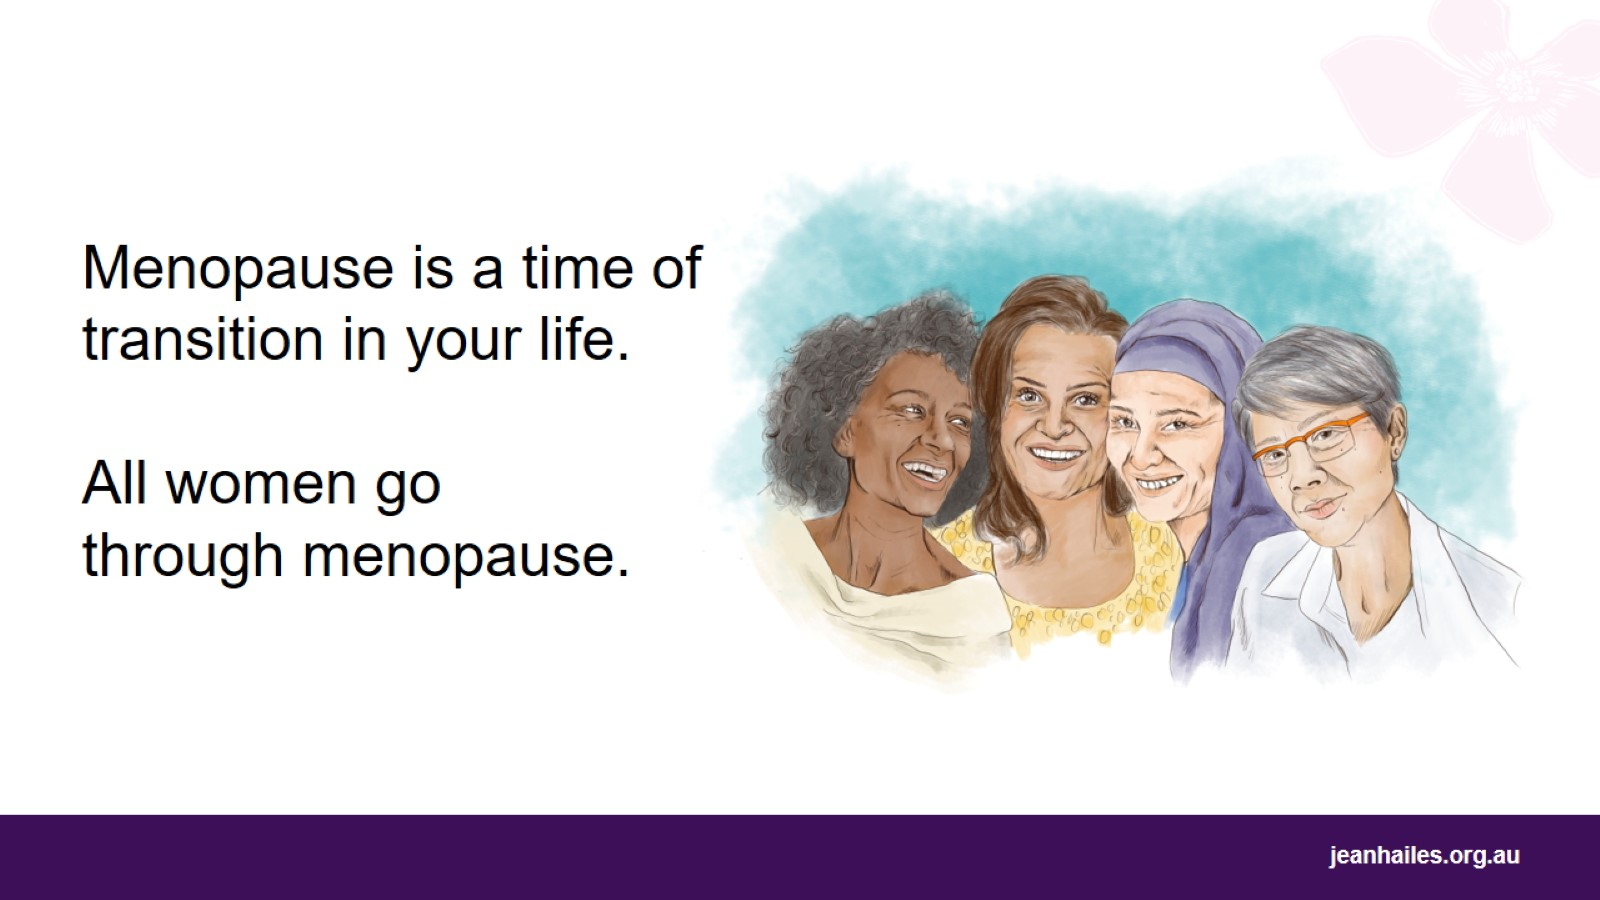 Menopause is a time of
transition in your life.
All women go
through menopause.
jeanhailes.org.au